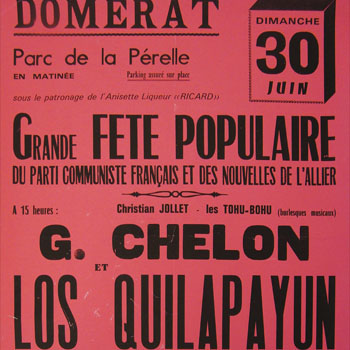 DOMERAT
DIMANCHE
30
JUIN
Parc de la Pérelle
EN MATINÉE Parking assuré sur place
sous le patronage de l'Anisette Liqueur «RICARD»
GRANDE FETE POPULAIRE
DU PARTI COMMUNISTE FRANÇAIS ET DES NOUVELLES DE L'ALLIER
A 15 heures : Christian JOLLET - les TOHU-BOHU (burlesques musicaux)
G. CHELON
ET
LOS QUILAPAYUN